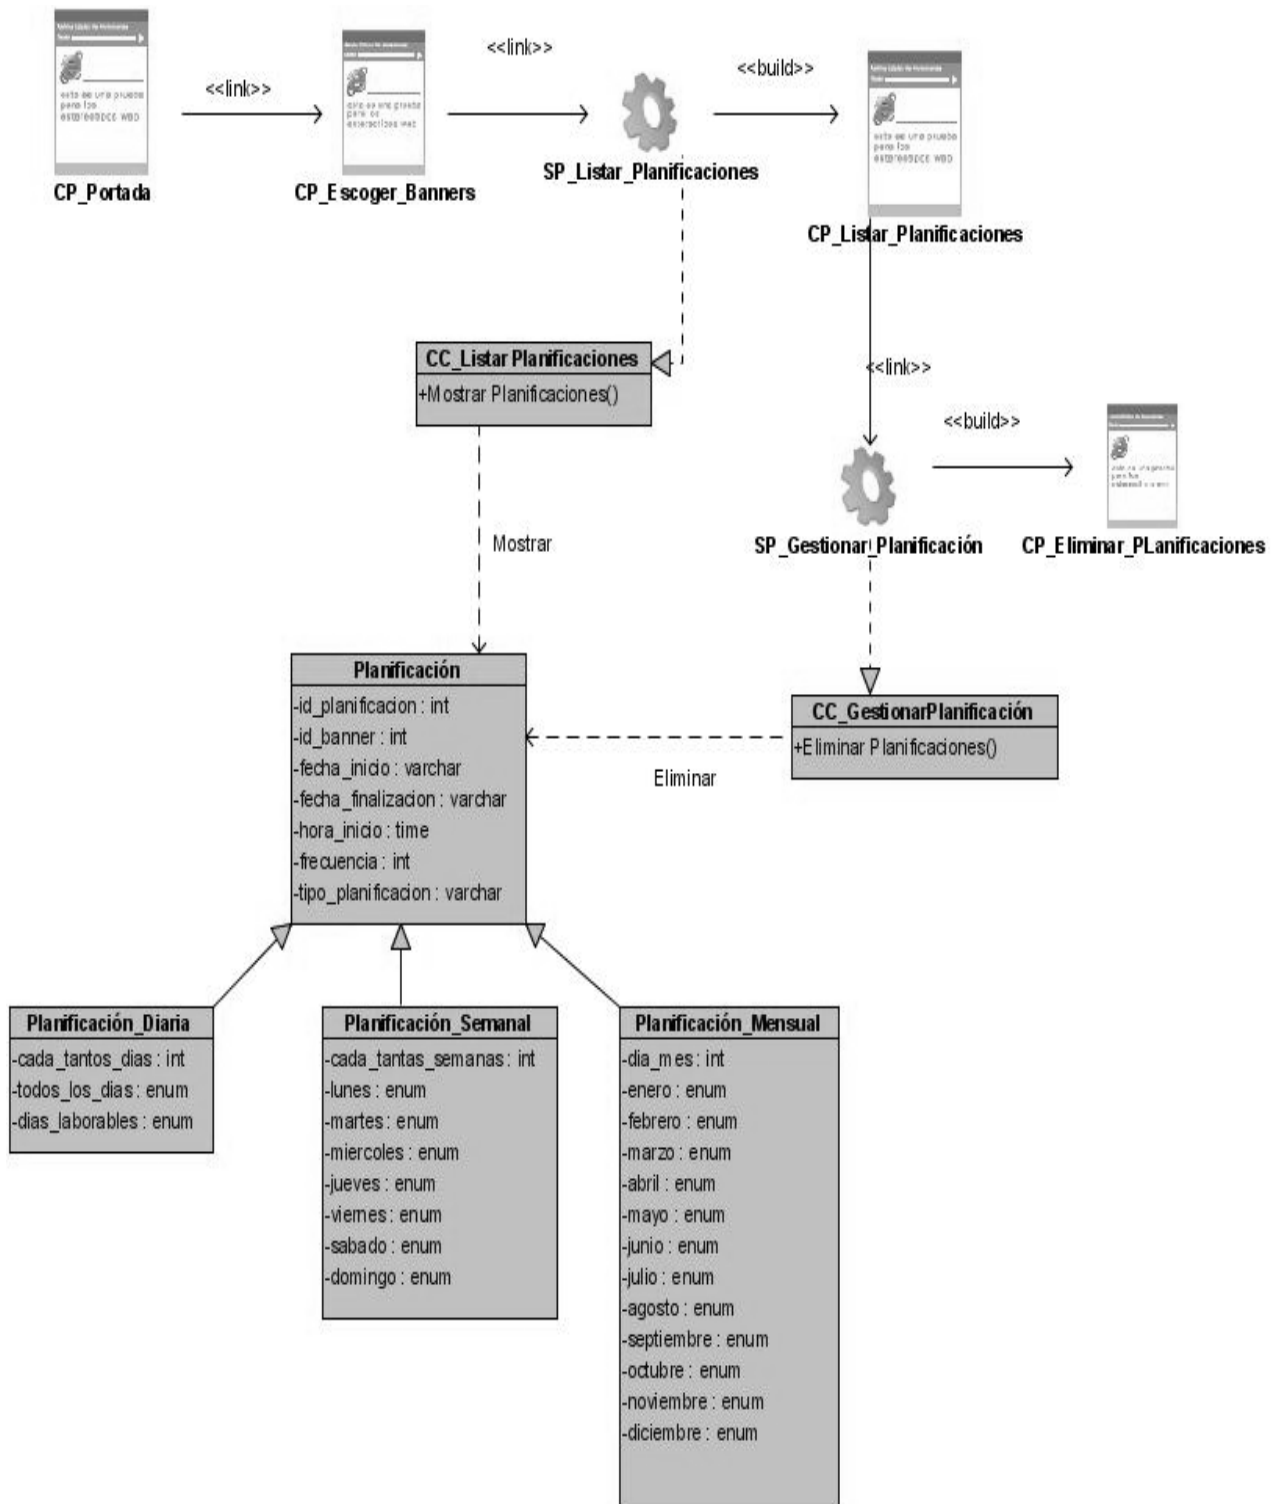 <<link>>
<<link>>
<<build>>
CP_Portada
CP_Escoger_Banners
SP_Listar_Planificaciones
CP_Listar_Planificaciones
CC_Listar Planificaciones
+Mostrar Planificaciones()
<<link>>
<<build>>
SP_Gestionar_Planificación
CP_Eliminar_PLanificaciones
Mostrar
Planificación
-id_planificacion : int
-id_banner : int
-fecha_inicio : varchar
-fecha_finalizacion : varchar
-hora_inicio : time
-frecuencia : int
-tipo_planificacion : varchar
CC_GestionarPlanificación
+Eliminar Planificaciones()
Eliminar
Planificación_Diaria
-cada_tantos_dias : int
-todos_los_dias : enum
-dias_laborables : enum
Planificación_Semanal
-cada_tantas_semanas : int
-lunes : enum
-martes : enum
-miercoles : enum
-jueves : enum
-viernes : enum
-sabado : enum
-domingo : enum
Planificación_Mensual
-dia_mes : int
-enero : enum
-febrero : enum
-marzo : enum
-abril : enum
-mayo : enum
-junio : enum
-julio : enum
-agosto : enum
-septiembre : enum
-octubre : enum
-noviembre : enum
-diciembre : enum